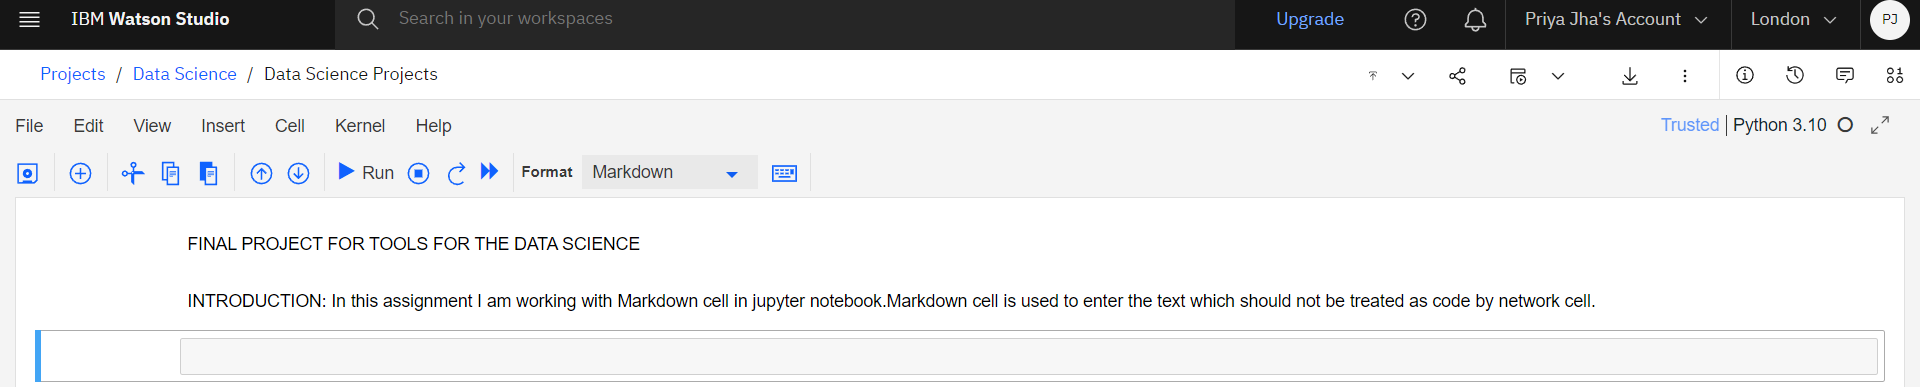 IBM Watson Studio
Search in your workspaces
Upgrade
Priya Jha's Account
London
PJ
Projects / Data Science / Data Science Projects
File Edit View Insert Cell Kernel Help
Trusted | Python 3.10
Run
Format
Markdown
FINAL PROJECT FOR TOOLS FOR THE DATA SCIENCE
INTRODUCTION: In this assignment I am working with Markdown cell in jupyter notebook.Markdown cell is used to enter the text which should not be treated as code by network cell.